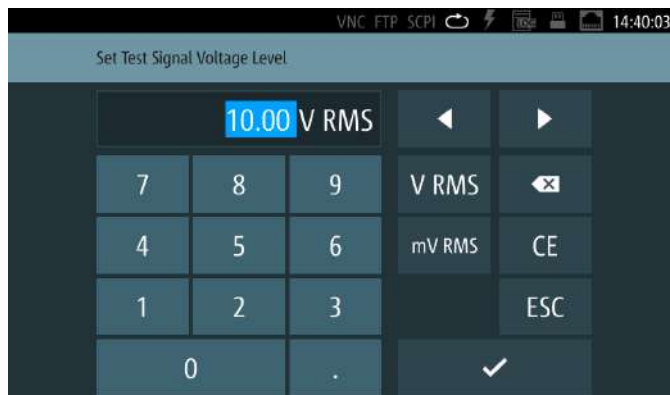 VNC FTP SCPI 14:40:03
Set Test Signal Voltage Level
10.00 V RMS
7 8 9 V RMS
4 5 6 mV RMS CE
1 2 3 ESC
0 .